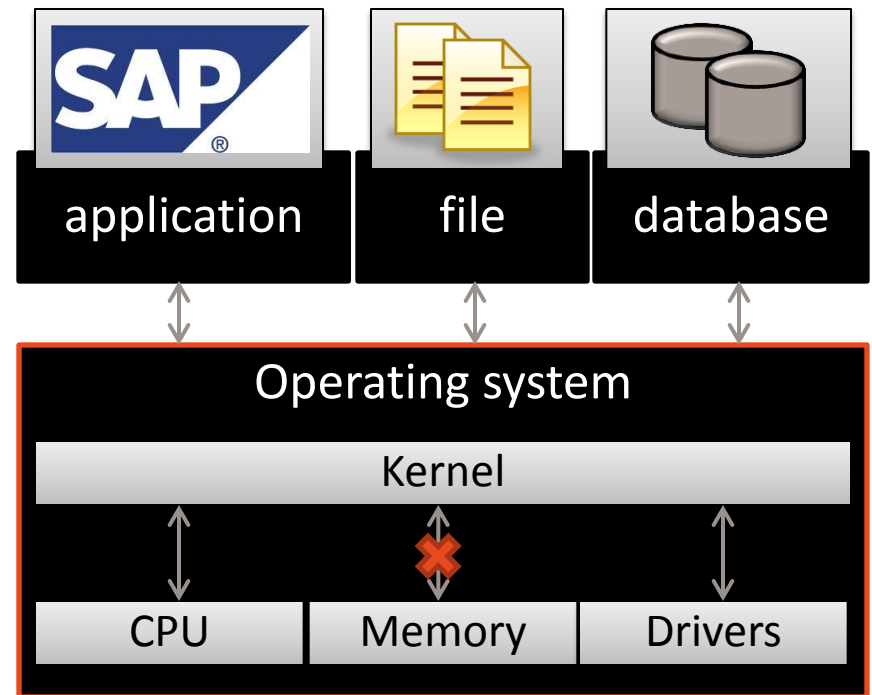 SAP
®
application
file
database
Operating system
Kernel
CPU
Memory
Drivers